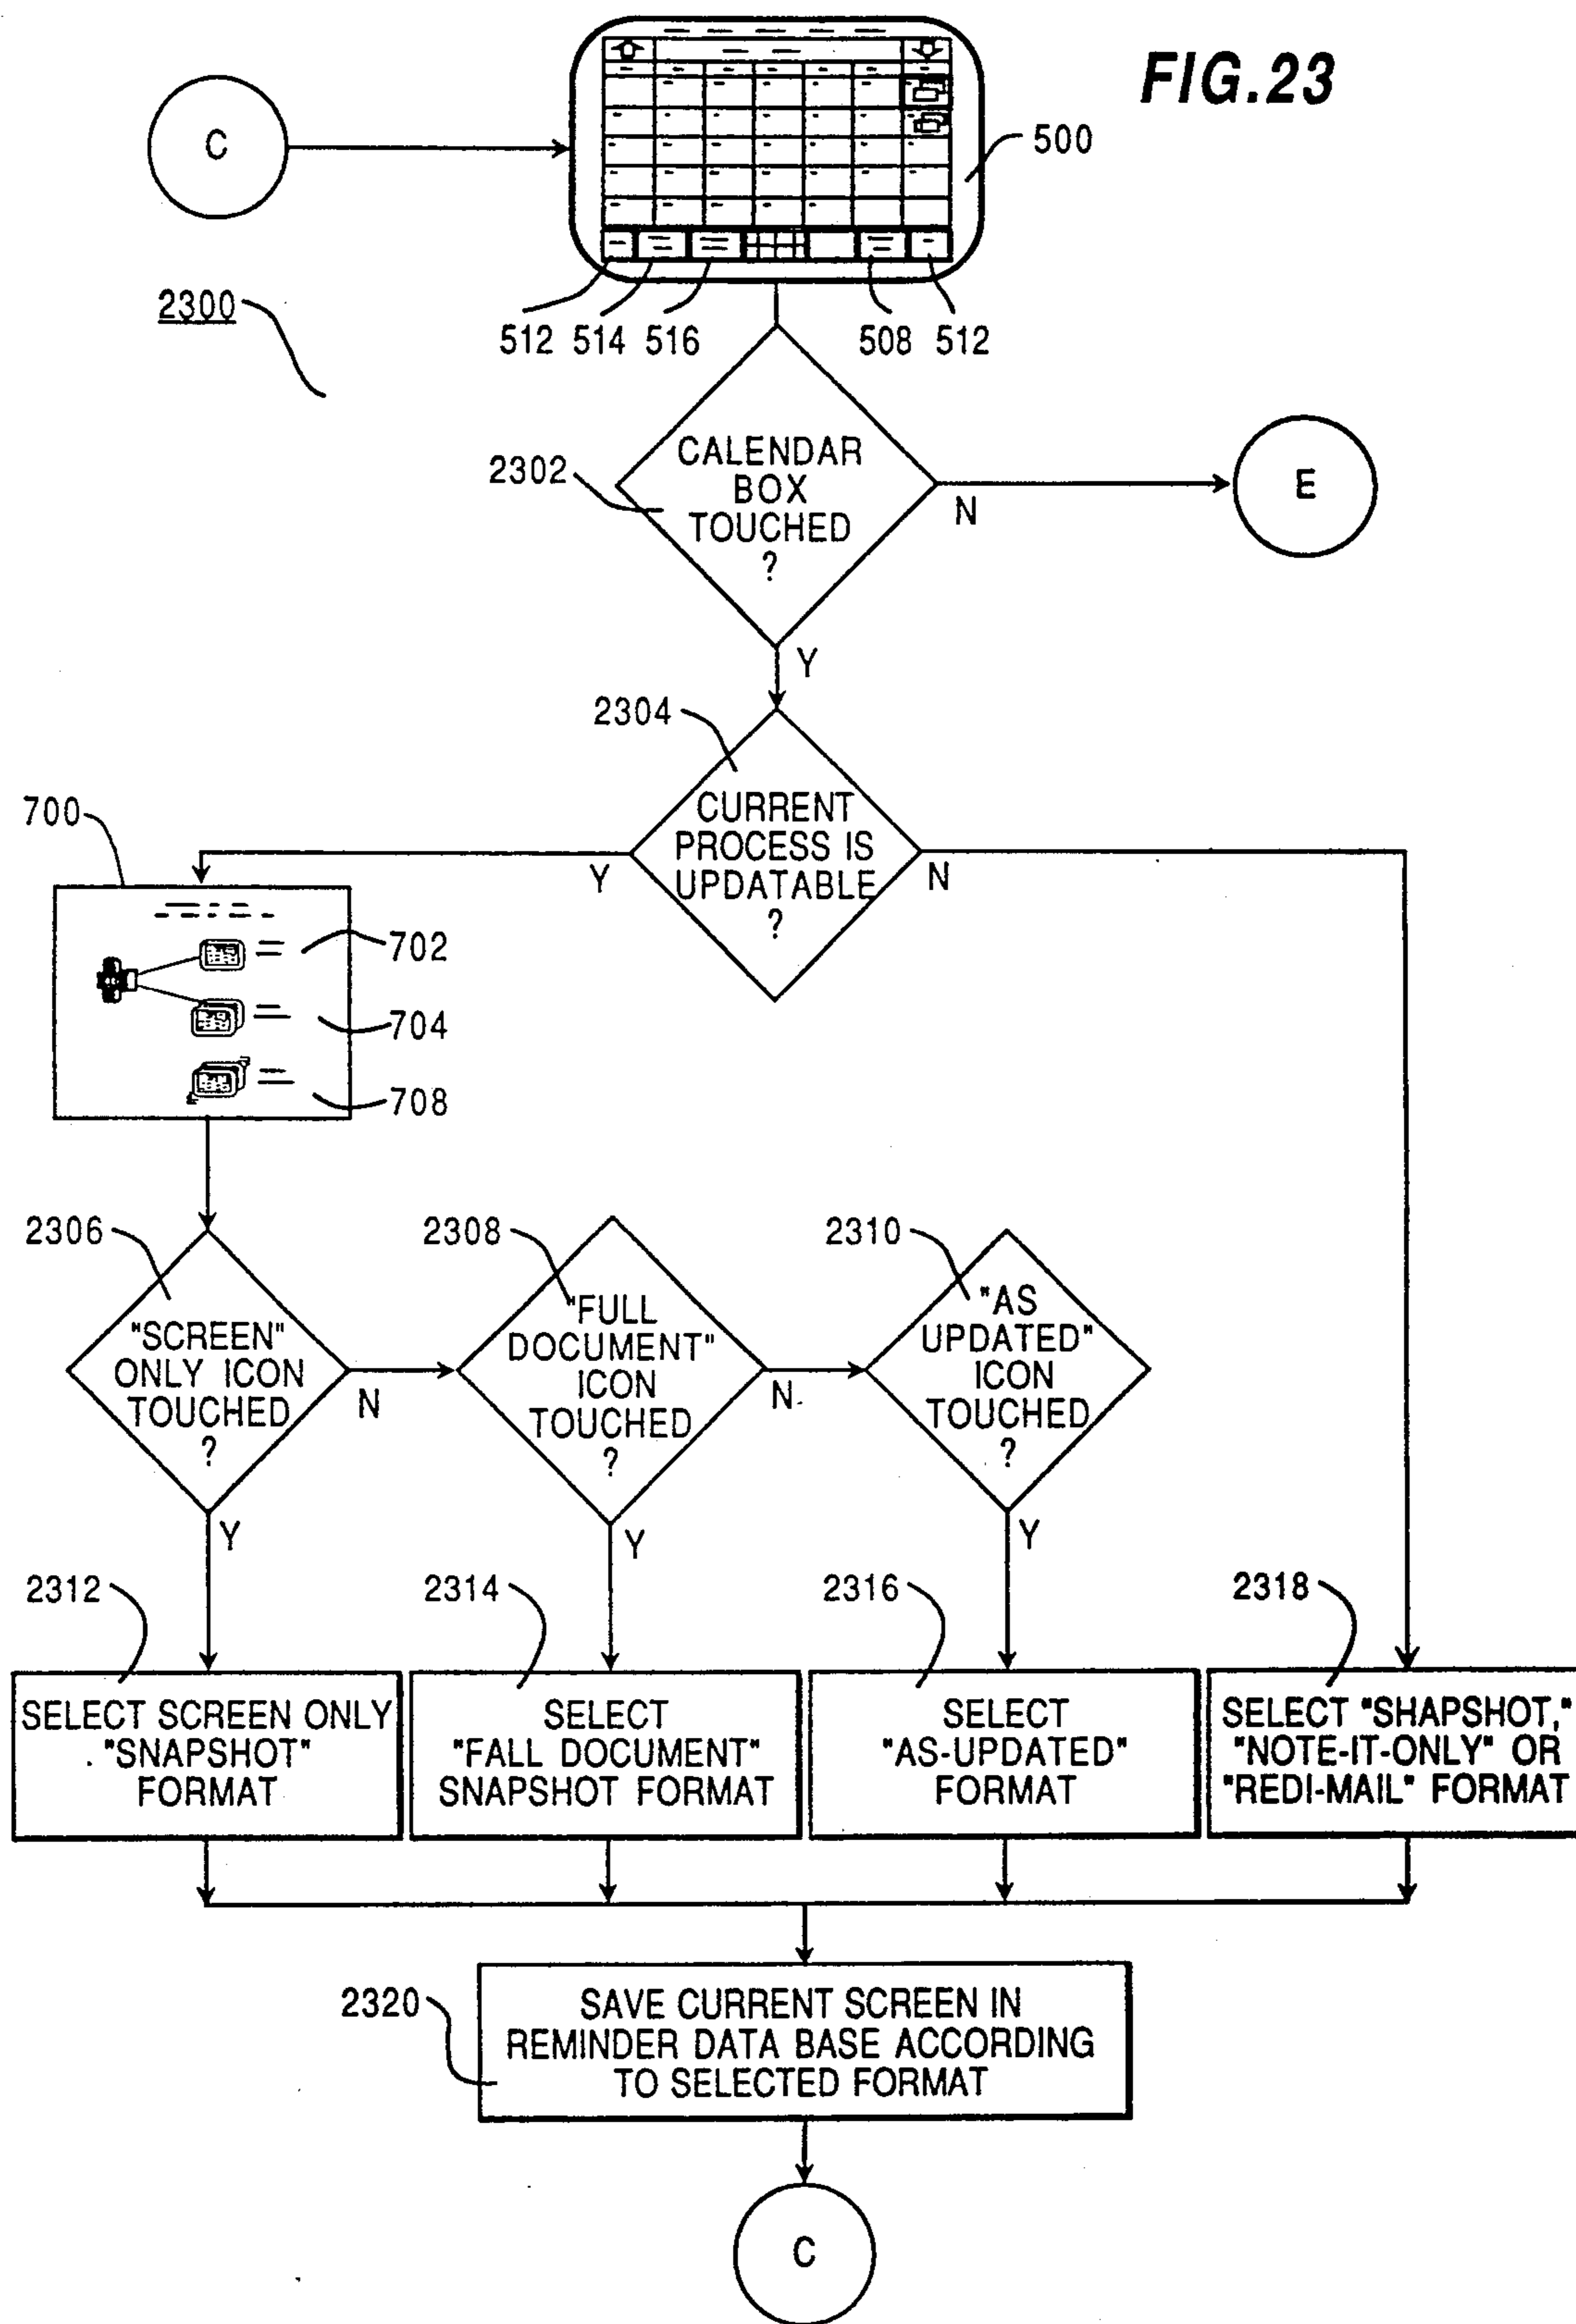 FIG.23
C
500
2300
512 514 516 508 512
CALENDAR
BOX
TOUCHED
?
2302
N
E
Y
2304
CURRENT
PROCESS IS
UPDATABLE
?
Y
N
700
702
704
708
2306
"SCREEN"
ONLY ICON
TOUCHED
?
N
Y
2308
"FULL
DOCUMENT"
ICON
TOUCHED
?
N
Y
2310
"AS
UPDATED"
ICON
TOUCHED
?
Y
2312
SELECT SCREEN ONLY
"SNAPSHOT"
FORMAT
2314
SELECT
"FALL DOCUMENT"
SNAPSHOT FORMAT
2316
SELECT
"AS-UPDATED"
FORMAT
2318
SELECT "SHAPSHOT,"
"NOTE-IT-ONLY" OR
"REDI-MAIL" FORMAT
2320
SAVE CURRENT SCREEN IN
REMINDER DATA BASE ACCORDING
TO SELECTED FORMAT
C